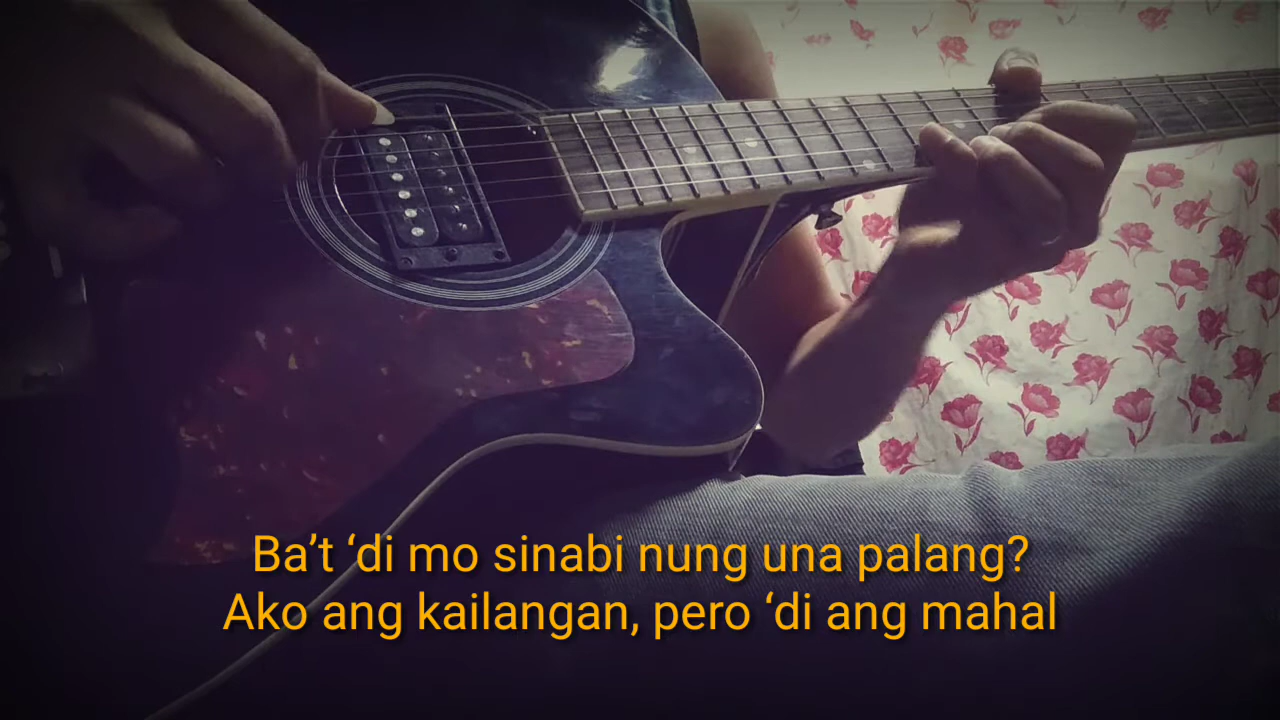 Ba’t ‘di mo sinabi nung una palang?
Ako ang kailangan, pero ‘di ang mahal